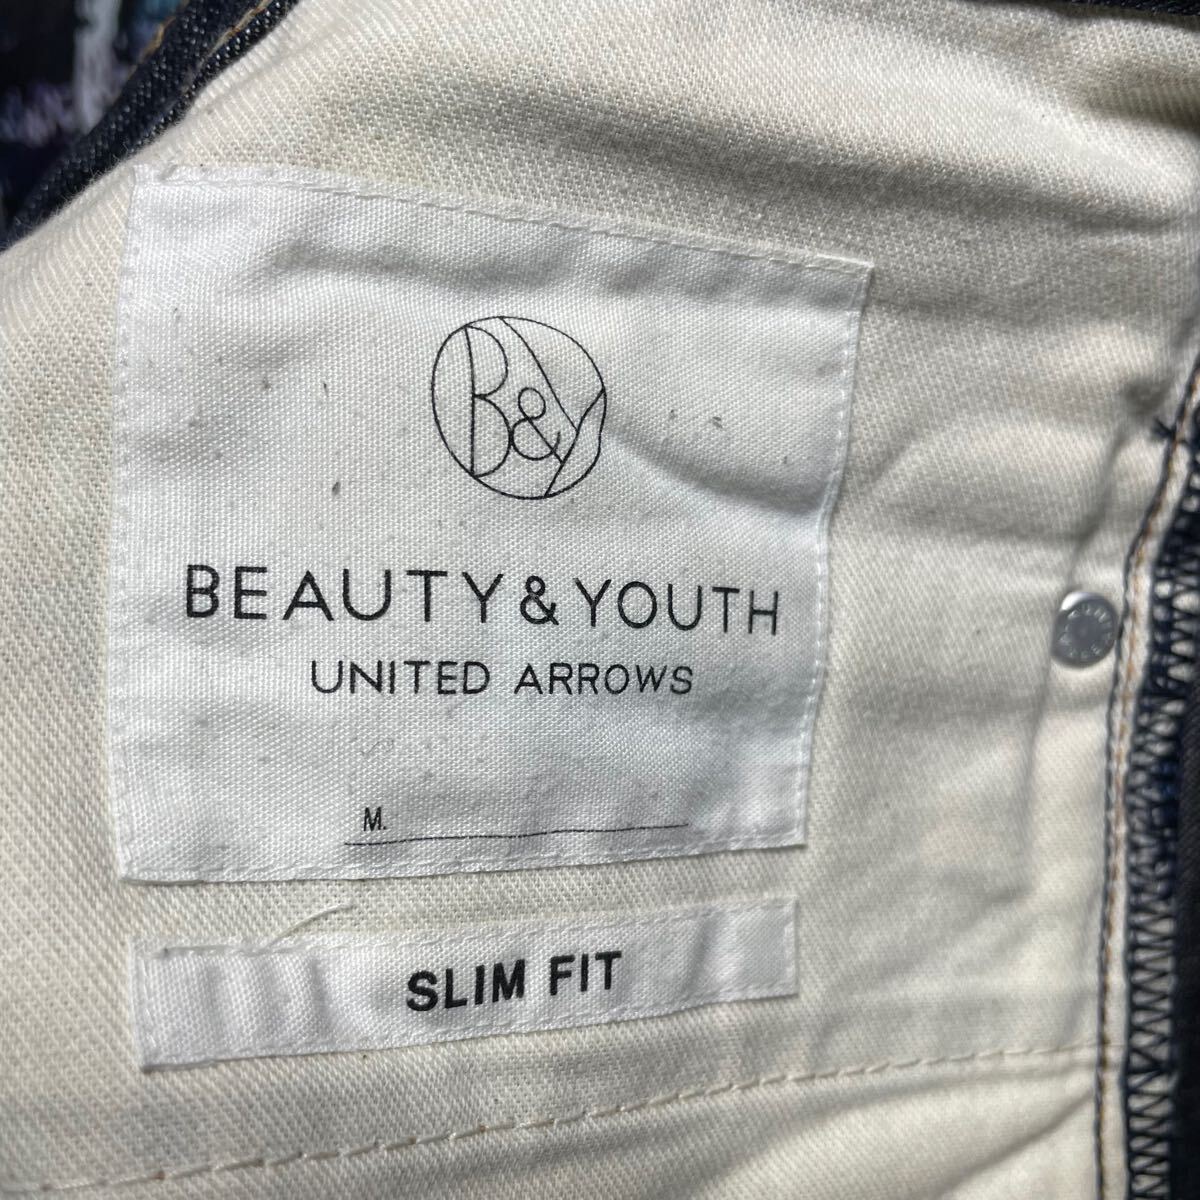 B&Y
BEAUTY & YOUTH
UNITED ARROWS
M.
SLIM FIT